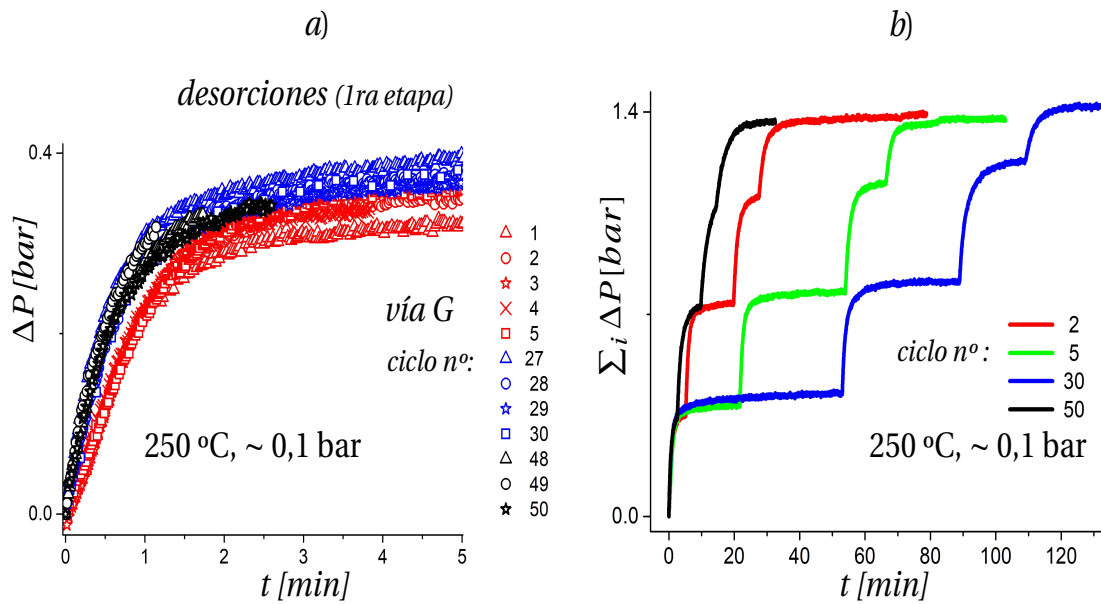 a)
desorciones (1ra etapa)
0.4
ΔP [bar]
0.0
vía G
ciclo nº:
1
2
3
4
5
27
28
29
30
48
49
50
250 ºC, ~ 0,1 bar
0 1 2 3 4 5
t [min]
b)
1.4
∑i ΔP [bar]
0.0
ciclo nº :
2
5
30
50
250 ºC, ~ 0,1 bar
0 20 40 60 80 100 120
t [min]